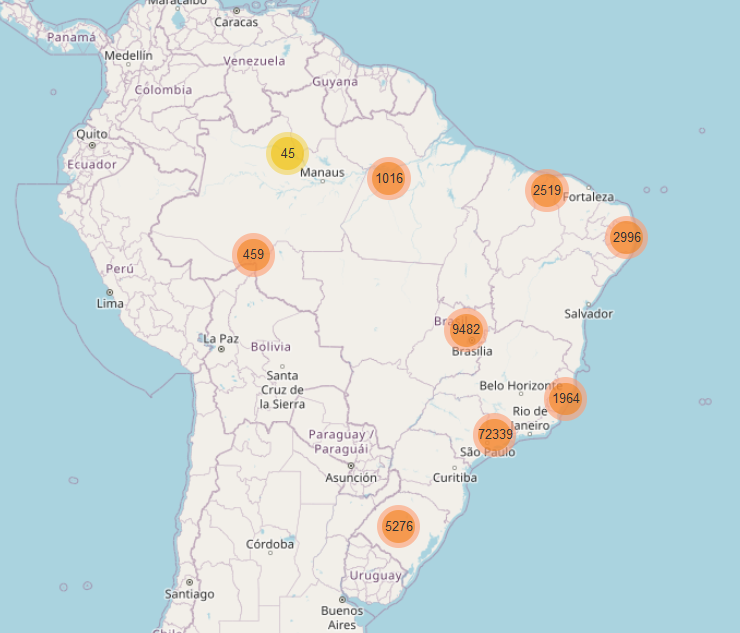 Maracaibo
Caracas
Panamá
Medellín
Venezuela
Guyana
Colombia
Quito
Ecuador
45
Manaus
1016
2519
Fortaleza
2996
459
Perú
Lima
Salvador
9482
Brasília
La Paz
Bolivia
Santa
Cruz de
la Sierra
Belo Horizonte
1964
Rio de
Janeiro
72339
São Paulo
Paraguay /
Paraguái
Asunción
Curitiba
5276
Córdoba
Uruguay
Santiago
Buenos
Aires